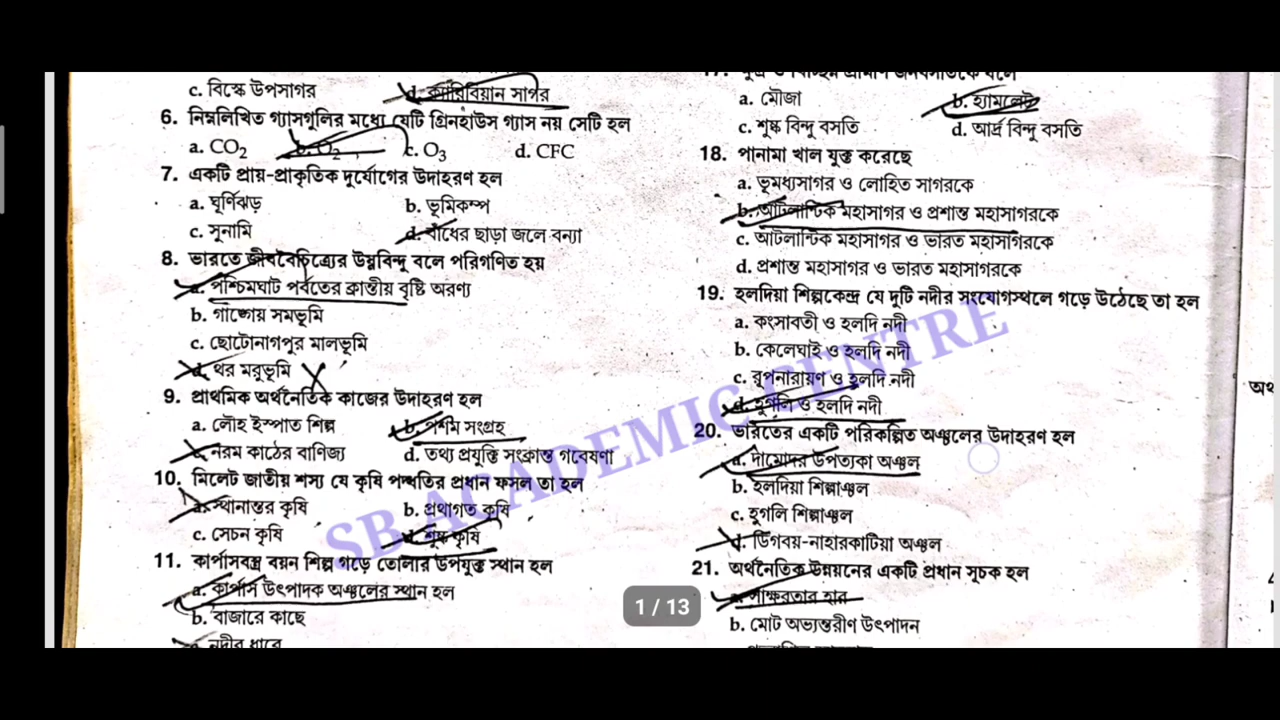 c. বিস্কে উপসাগর
d. ক্যারিবিয়ান সাগর
6. নিম্নলিখিত গ্যাসগুলির মধ্যে যেটি গ্রিনহাউস গ্যাস নয় সেটি হল
a. CO₂
b. O₂
c. O₃
d. CFC
7. একটি প্রায়-প্রাকৃতিক দুর্যোগের উদাহরণ হল
a. ঘূর্ণিঝড়
b. ভূমিকম্প
c. সুনামি
d. বাঁধের ছাড়া জলে বন্যা
8. ভারতে জীববৈচিত্র্যের উষ্ণবিন্দু বলে পরিগণিত হয়
a. পশ্চিমঘাট পর্বতের ক্রান্তীয় বৃষ্টি অরণ্য
b. গাঙ্গেয় সমভূমি
c. ছোটোনাগপুর মালভূমি
d. থর মরুভূমি
9. প্রাথমিক অর্থনৈতিক কাজের উদাহরণ হল
a. লৌহ ইস্পাত শিল্প
b. পশম সংগ্রহ
c. নরম কাঠের বাণিজ্য
d. তথ্য প্রযুক্তি সংক্রান্ত গবেষণা
10. মিলেট জাতীয় শস্য যে কৃষি পদ্ধতির প্রধান ফসল তা হল
a. স্থানান্তর কৃষি
b. প্রথাগত কৃষি
c. সেচন কৃষি
d. শুষ্ক কৃষি
11. কার্পাসবস্ত্র বয়ন শিল্প গড়ে তোলার উপযুক্ত স্থান হল
a. কার্পাস উৎপাদক অঞ্চলের স্থান হল
b. বাজারে কাছে
নদীর ধারে
a. মৌজা
b. হ্যামলেট
c. শুষ্ক বিন্দু বসতি
d. আর্দ্র বিন্দু বসতি
18. পানামা খাল যুক্ত করেছে
a. ভূমধ্যসাগর ও লোহিত সাগরকে
b. আটলান্টিক মহাসাগর ও প্রশান্ত মহাসাগরকে
c. আটলান্টিক মহাসাগর ও ভারত মহাসাগরকে
d. প্রশান্ত মহাসাগর ও ভারত মহাসাগরকে
19. হলদিয়া শিল্পকেন্দ্র যে দুটি নদীর সংযোগস্থলে গড়ে উঠেছে তা হল
a. কংসাবতী ও হলদি নদী
b. কেলেঘাই ও হলদি নদী
c. রূপনারায়ণ ও হলদি নদী
d. হুগলি ও হলদি নদী
20. ভারতের একটি পরিকল্পিত অঞ্চলের উদাহরণ হল
a. দামোদর উপত্যকা অঞ্চল
b. হলদিয়া শিল্পাঞ্চল
c. হুগলি শিল্পাঞ্চল
d. ডিগবয়-নাহারকাটিয়া অঞ্চল
21. অর্থনৈতিক উন্নয়নের একটি প্রধান সূচক হল
a. সাক্ষরতার হার
b. মোট অভ্যন্তরীণ উৎপাদন
SB ACADEMIC CENTRE
1 / 13